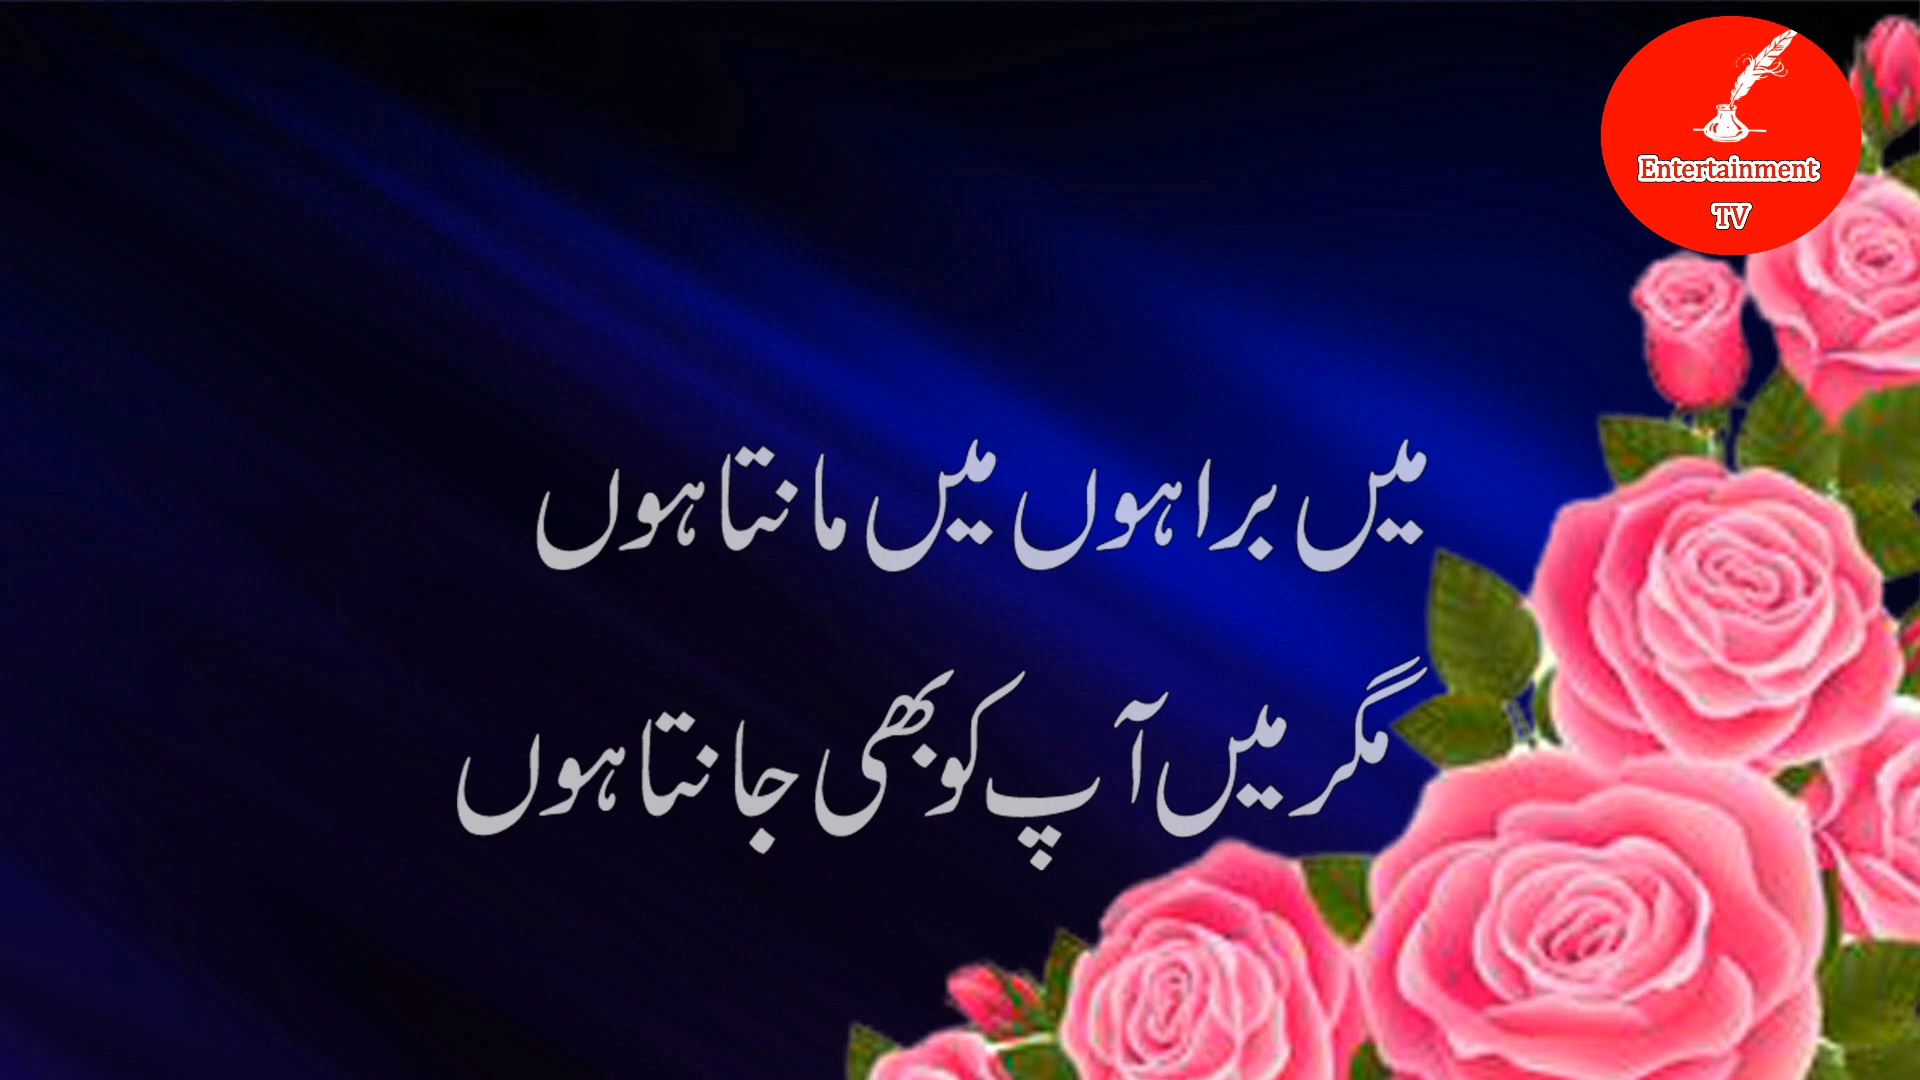 Entertainment
TV
میں برا ہوں میں مانتا ہوں
مگر میں آپ کو بھی جانتا ہوں